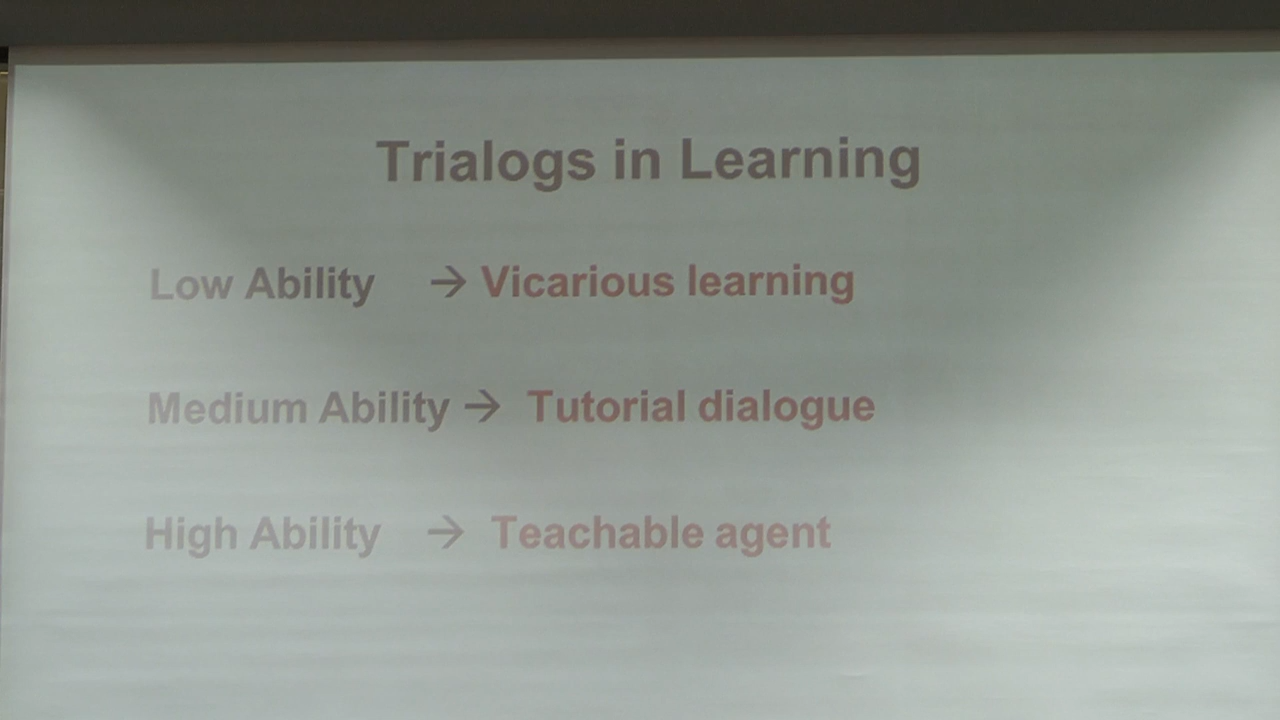 Trialogs in Learning
Low Ability → Vicarious learning
Medium Ability → Tutorial dialogue
High Ability → Teachable agent